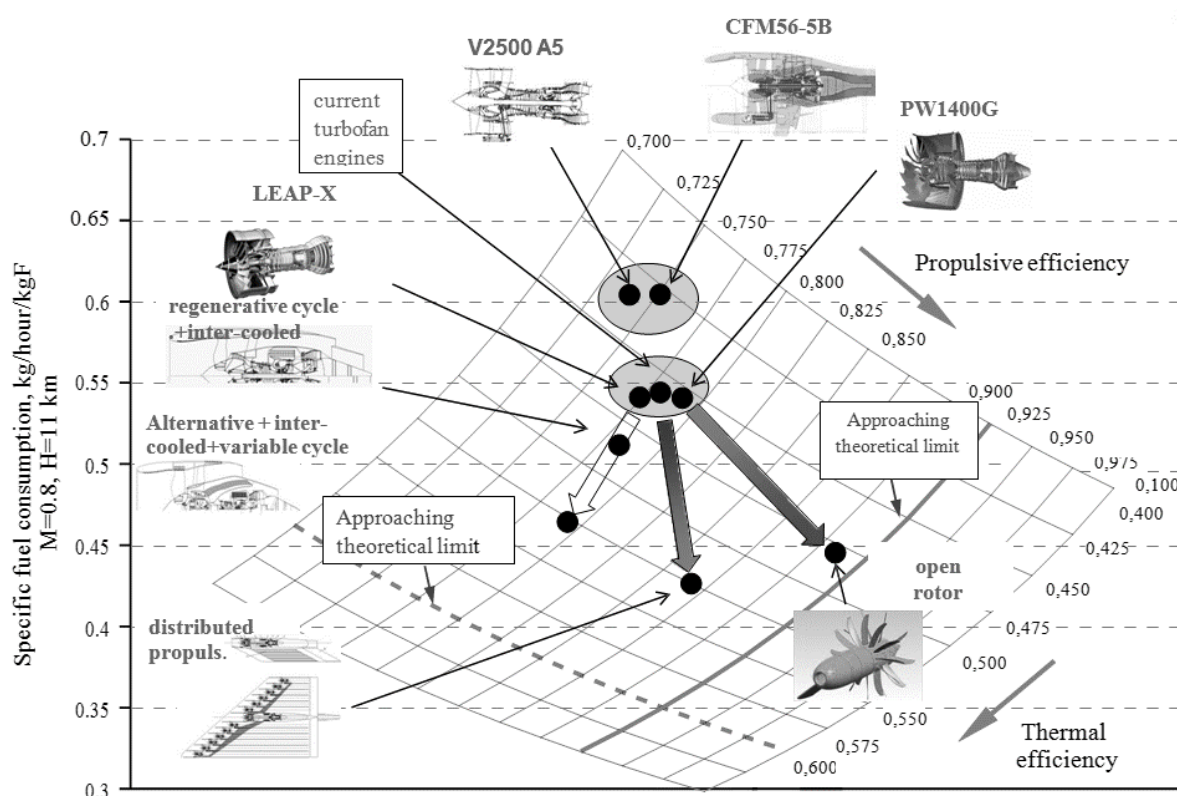 V2500 A5
CFM56-5B
PW1400G
current
turbofan
engines
LEAP-X
regenerative cycle
+inter-cooled
Alternative + inter-
cooled+variable cycle
distributed
propuls.
Approaching
theoretical limit
Approaching
theoretical limit
open
rotor
Propulsive efficiency
Thermal
efficiency
Specific fuel consumption, kg/hour/kgF
M=0.8, H=11 km
0.7
0.65
0.6
0.55
0.5
0.45
0.4
0.35
0.3
0,700
0,725
0,750
0,775
0,800
0,825
0,850
0,900
0,925
0,950
0,975
0,100
0,400
0,425
0,450
0,475
0,500
0,550
0,575
0,600